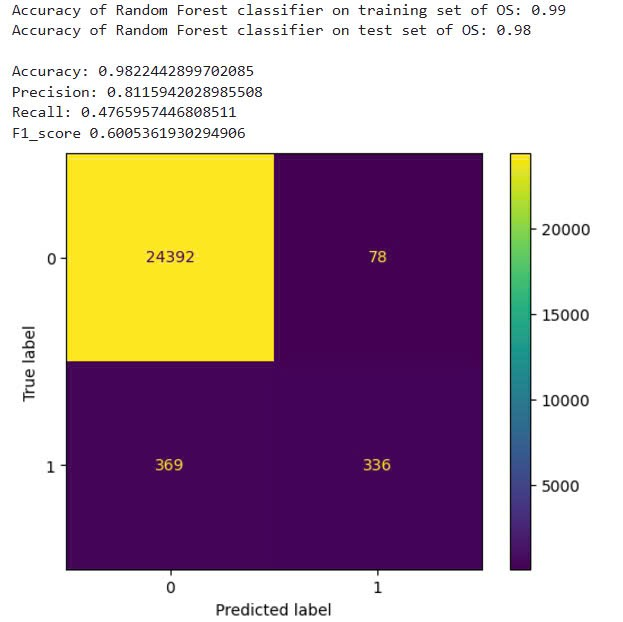 Accuracy of Random Forest classifier on training set of OS: 0.99
Accuracy of Random Forest classifier on test set of OS: 0.98
Accuracy: 0.9822442899702085
Precision: 0.8115942028985508
Recall: 0.4765957446808511
F1_score 0.6005361930294906
24392
78
369
336
0
1
True label
0
1
Predicted label
20000
15000
10000
5000